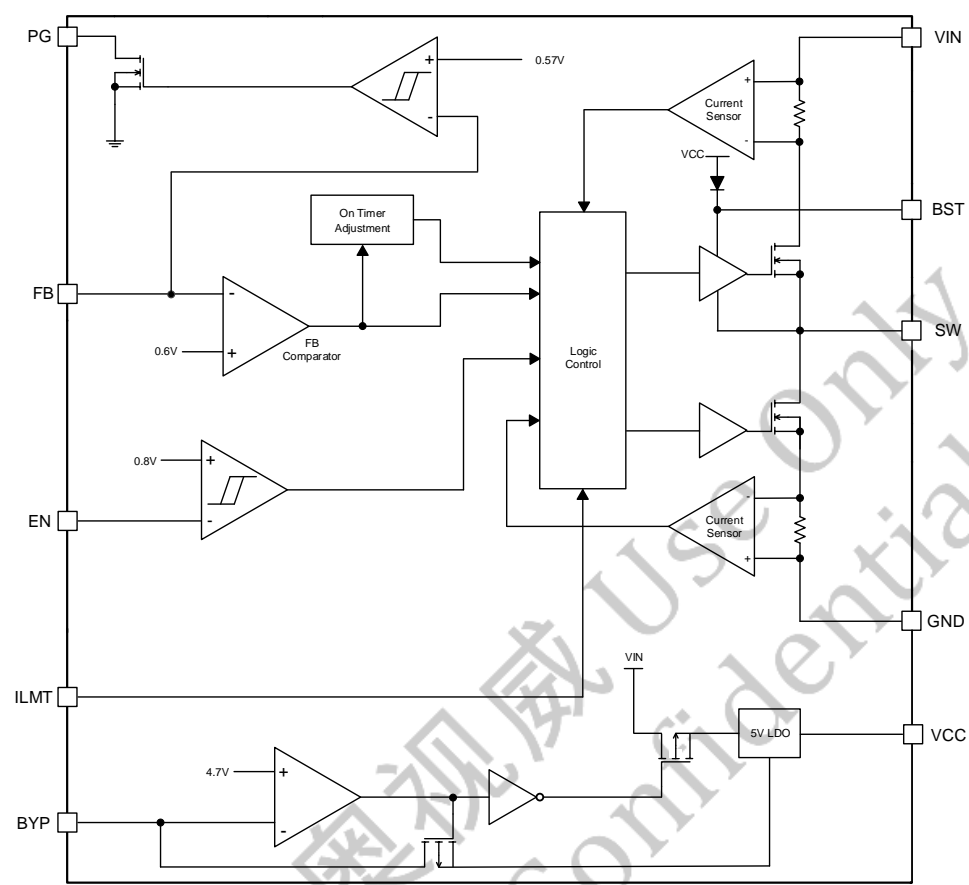 PG
VIN
+
0.57V
-
Current
Sensor
+
-
VCC
On Timer
Adjustment
BST
FB
-
0.6V
+
FB
Comparator
Logic
Control
SW
0.8V
+
-
EN
Current
Sensor
-
+
GND
ILMT
VIN
5V LDO
VCC
4.7V
+
-
BYP
奥视威 Use Only
Confidential